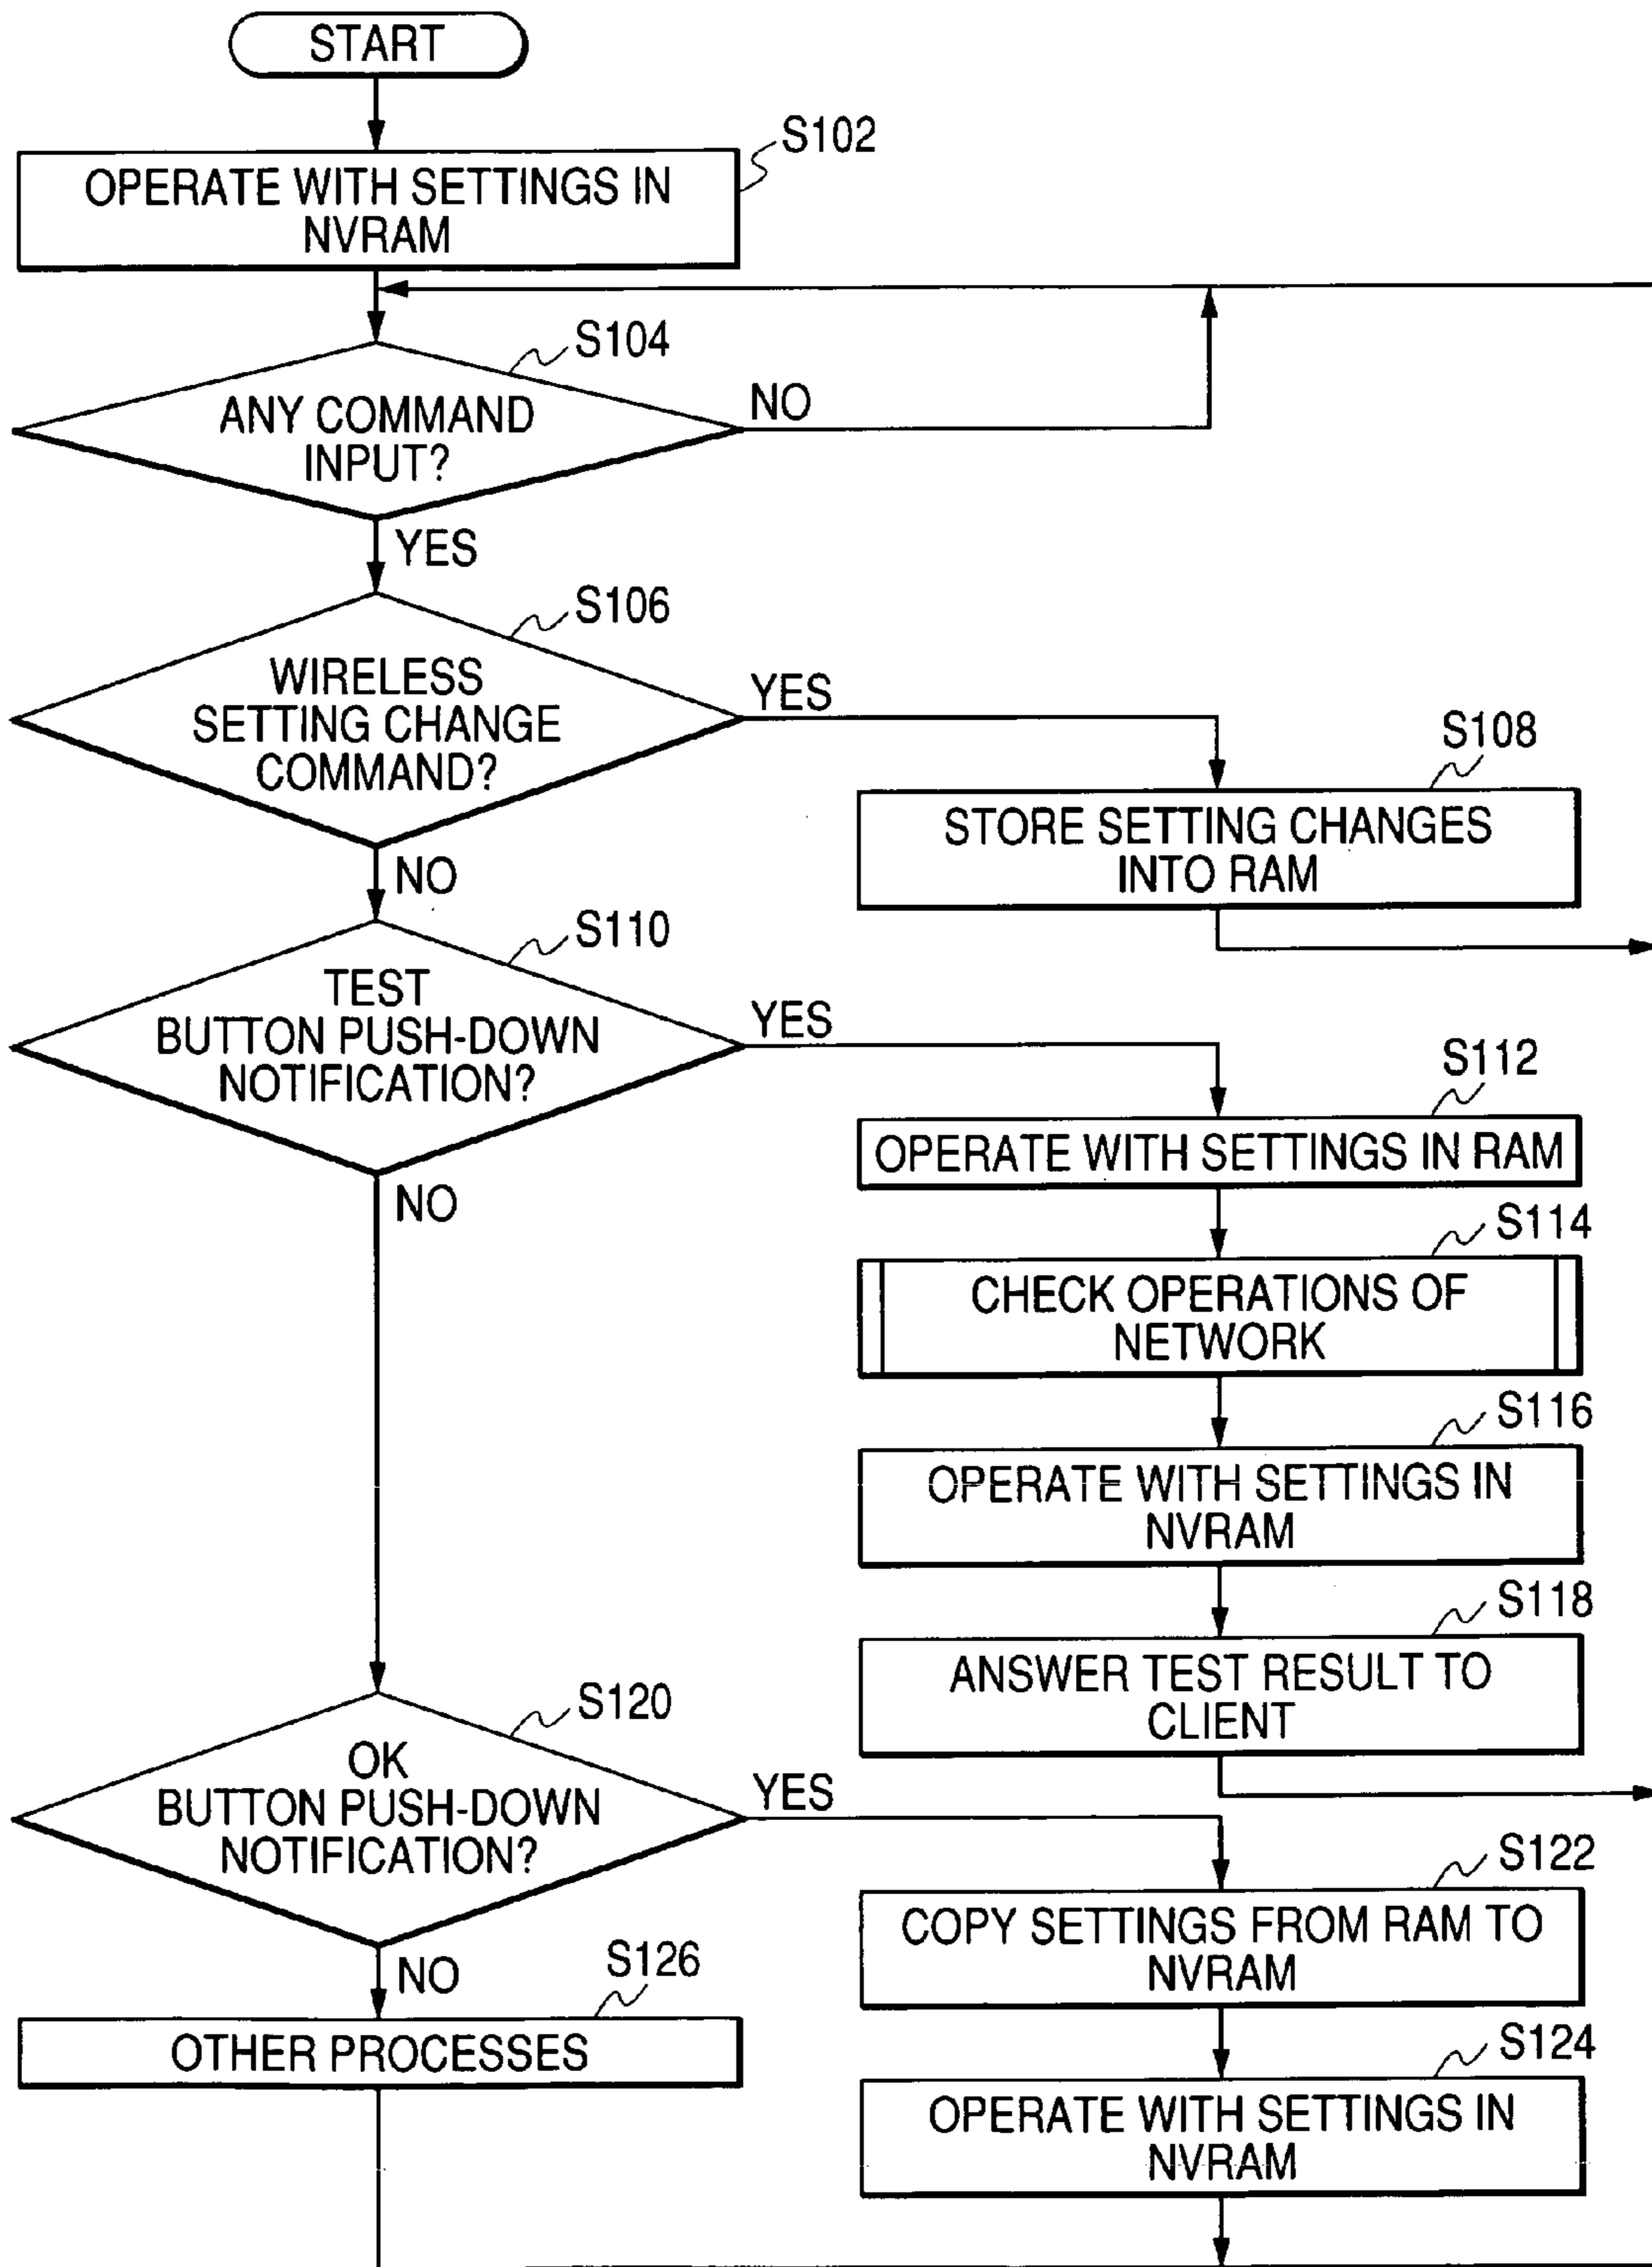 START
S102
OPERATE WITH SETTINGS IN
NVRAM
S104
ANY COMMAND
INPUT?
NO
YES
S106
WIRELESS
SETTING CHANGE
COMMAND?
YES
S108
STORE SETTING CHANGES
INTO RAM
NO
S110
TEST
BUTTON PUSH-DOWN
NOTIFICATION?
YES
S112
OPERATE WITH SETTINGS IN RAM
NO
S114
CHECK OPERATIONS OF
NETWORK
S116
OPERATE WITH SETTINGS IN
NVRAM
S118
ANSWER TEST RESULT TO
CLIENT
S120
OK
BUTTON PUSH-DOWN
NOTIFICATION?
YES
S122
COPY SETTINGS FROM RAM TO
NVRAM
NO
S126
OTHER PROCESSES
S124
OPERATE WITH SETTINGS IN
NVRAM